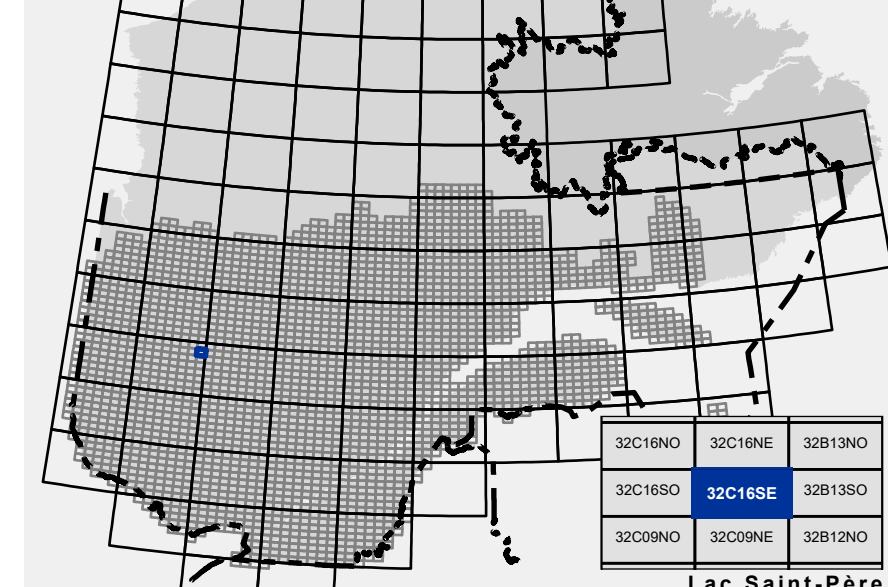 32C16NO 32C16NE 32B13NO
32C16SO 32C16SE 32B13SO
32C09NO 32C09NE 32B12NO
Lac Saint-Père